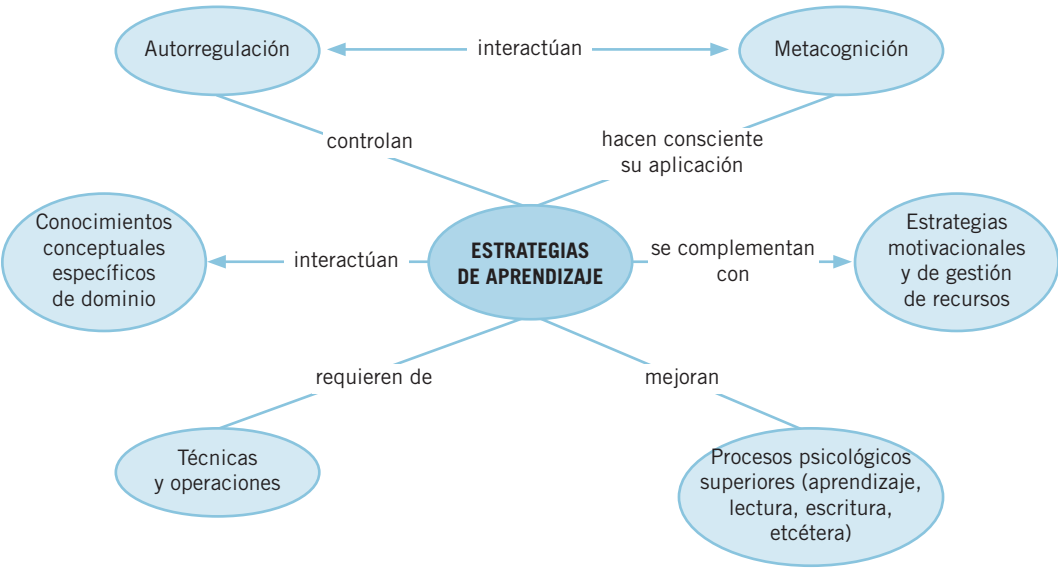 Autorregulación
interactúan
Metacognición
controlan
hacen consciente
su aplicación
Conocimientos
conceptuales
específicos
de dominio
interactúan
ESTRATEGIAS
DE APRENDIZAJE
se complementan
con
Estrategias
motivacionales
y de gestión
de recursos
requieren de
mejoran
Técnicas
y operaciones
Procesos psicológicos
superiores (aprendizaje,
lectura, escritura,
etcétera)